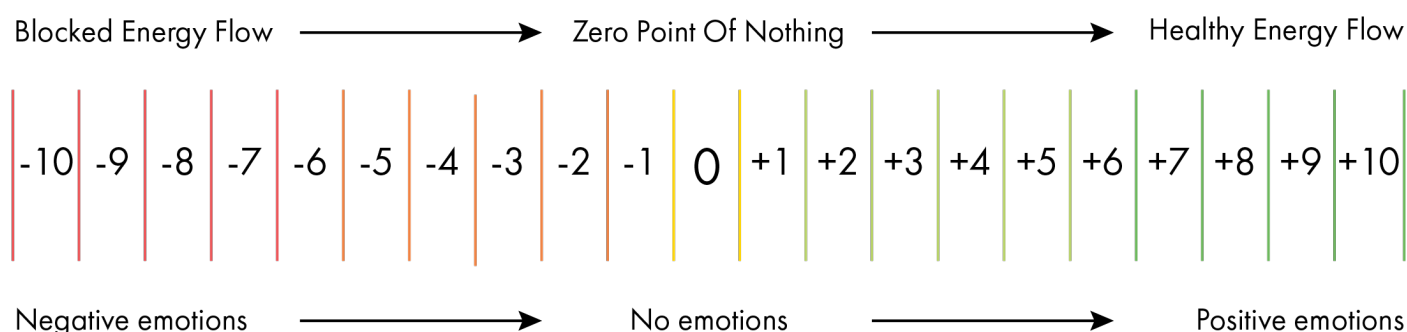 Blocked Energy Flow Zero Point Of Nothing Healthy Energy Flow
-10 -9 -8 -7 -6 -5 -4 -3 -2 -1 0 +1 +2 +3 +4 +5 +6 +7 +8 +9 +10
Negative emotions No emotions Positive emotions